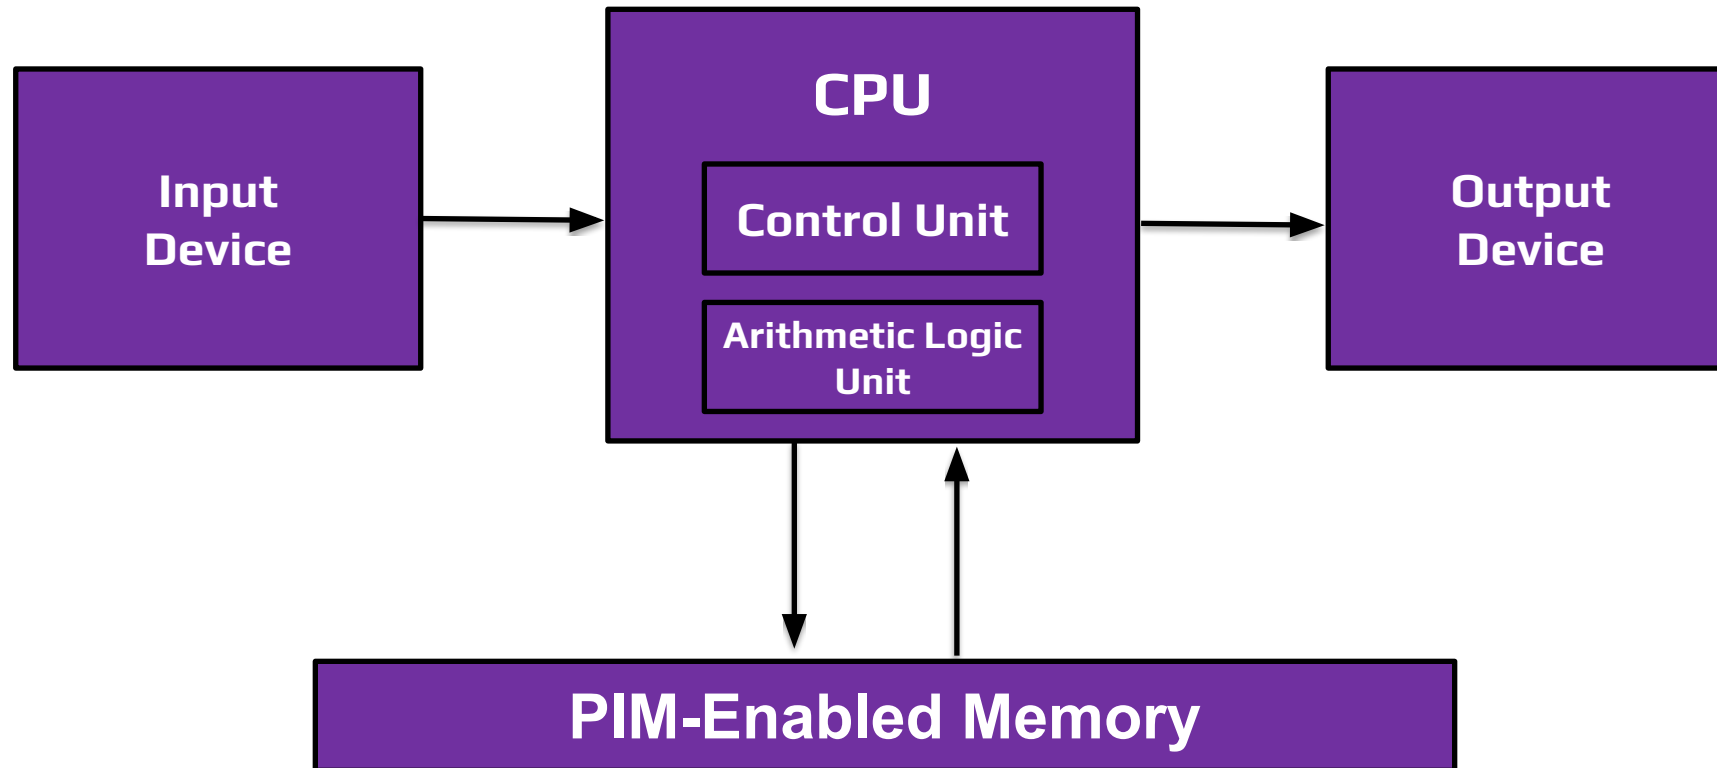 Input
Device
CPU
Control Unit
Arithmetic Logic
Unit
Output
Device
PIM-Enabled Memory